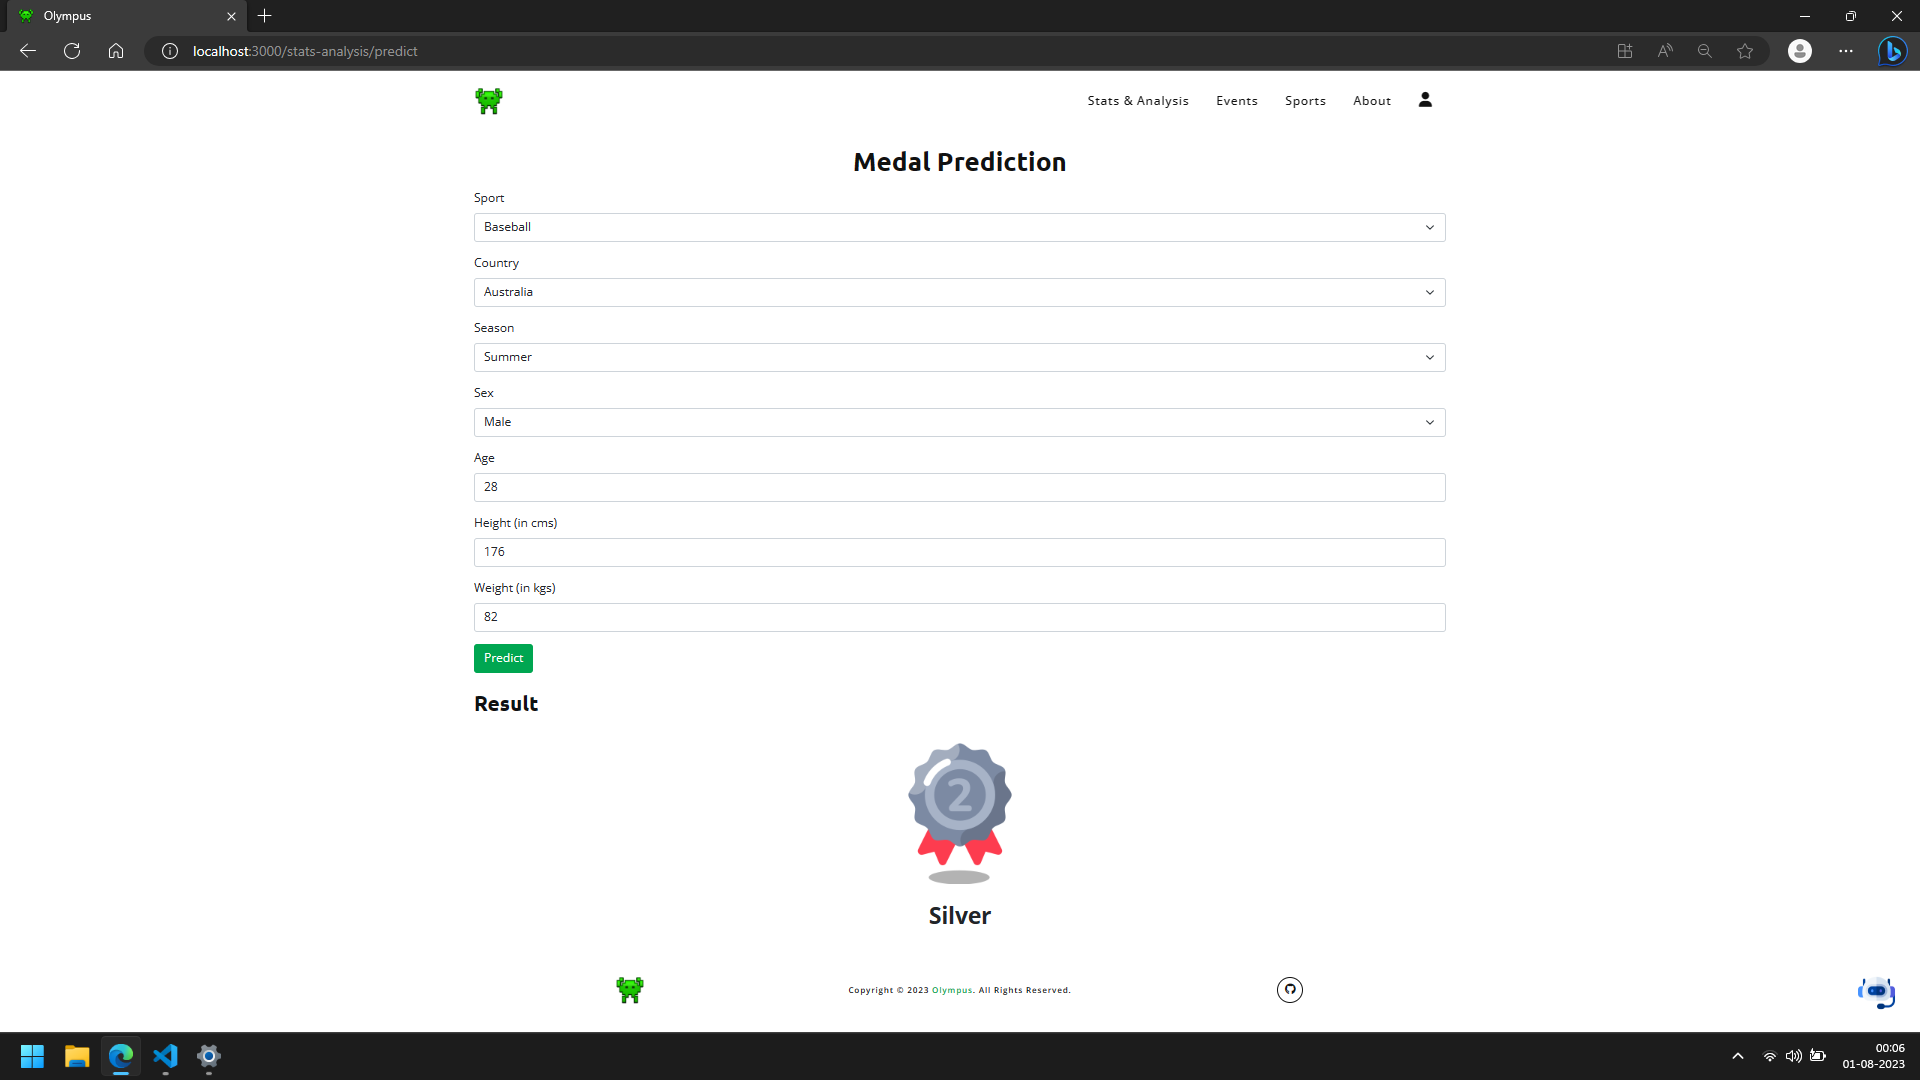 Olympus
localhost:3000/stats-analysis/predict
Stats & Analysis Events Sports About
Medal Prediction
Sport
Baseball
Country
Australia
Season
Summer
Sex
Male
Age
28
Height (in cms)
176
Weight (in kgs)
82
Predict
Result
2
Silver
Copyright © 2023 Olympus. All Rights Reserved.
00:06
01-08-2023